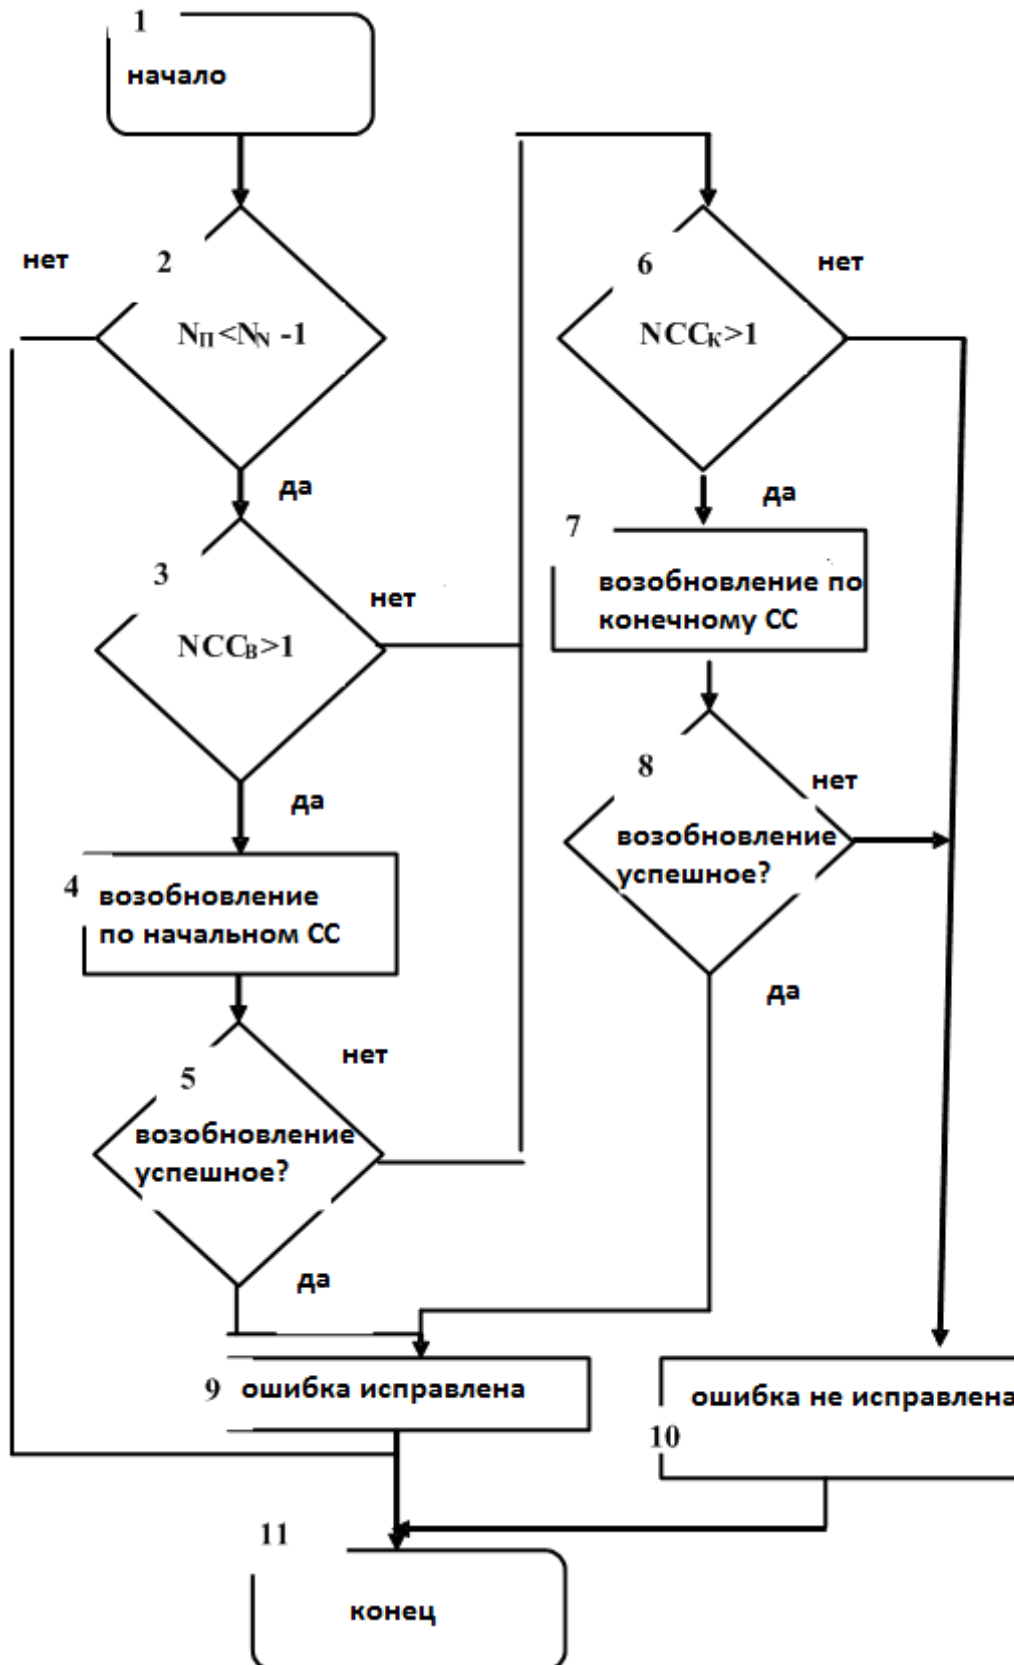 1
начало
нет
2
NП<NN -1
да
3
нет
NCCВ>1
да
4
возобновление
по начальном СС
5
нет
возобновление
успешное?
да
6
нет
NCCК>1
да
7
возобновление по
конечному СС
8
нет
возобновление
успешное?
да
9
ошибка исправлена
ошибка не исправлена
10
11
конец